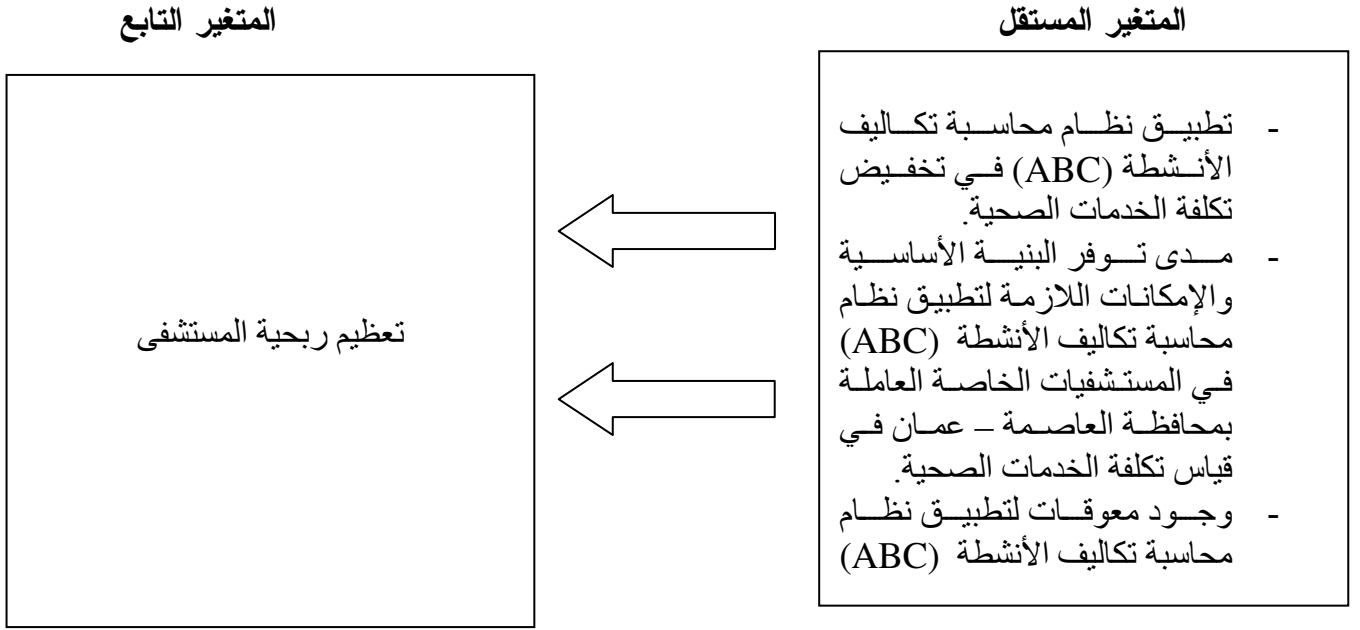 المتغير المستقل
المتغير التابع
- تطبيق نظام محاسبة تكاليف
الأنشطة (ABC) في تخفيض
تكلفة الخدمات الصحية.
- مدى توفر البنية الأساسية
والإمكانات اللازمة لتطبيق نظام
محاسبة تكاليف الأنشطة (ABC)
في المستشفيات الخاصة العاملة
بمحافظة العاصمة – عمان في
قياس تكلفة الخدمات الصحية.
- وجود معوقات لتطبيق نظام
محاسبة تكاليف الأنشطة (ABC)
تعظيم ربحية المستشفى